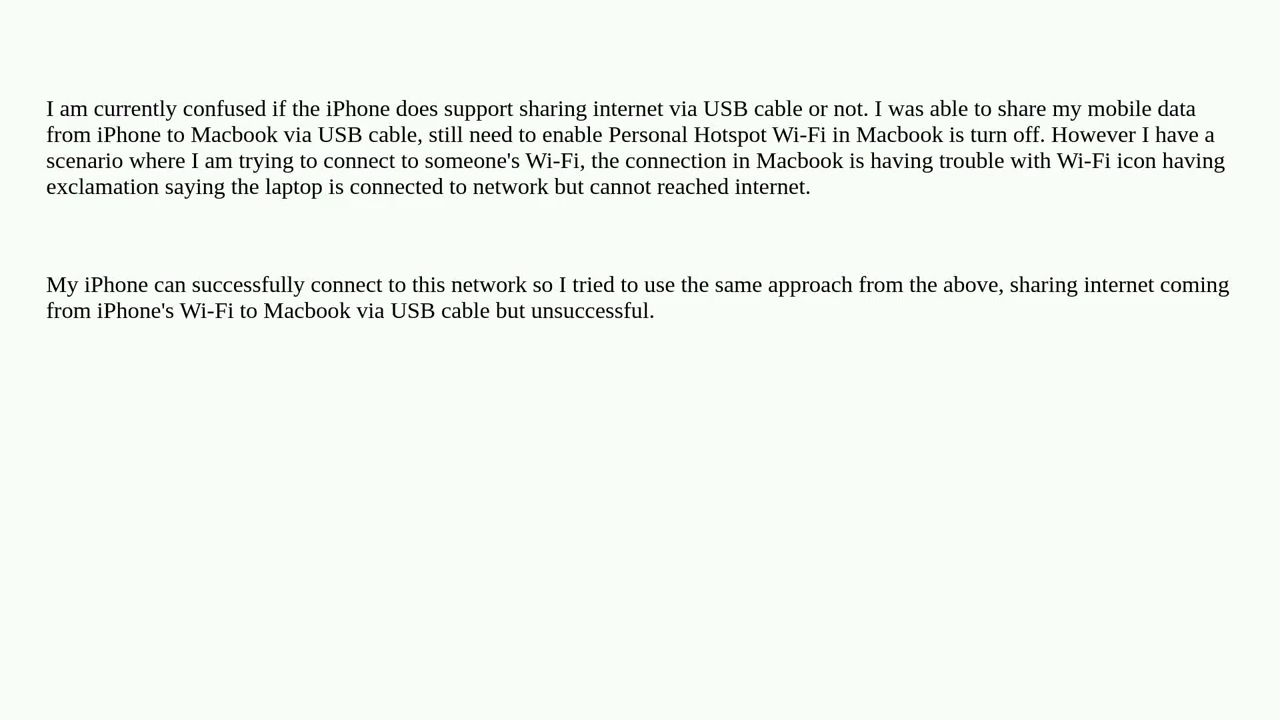 I am currently confused if the iPhone does support sharing internet via USB cable or not. I was able to share my mobile data
from iPhone to Macbook via USB cable, still need to enable Personal Hotspot Wi-Fi in Macbook is turn off. However I have a
scenario where I am trying to connect to someone's Wi-Fi, the connection in Macbook is having trouble with Wi-Fi icon having
exclamation saying the laptop is connected to network but cannot reached internet.
My iPhone can successfully connect to this network so I tried to use the same approach from the above, sharing internet coming
from iPhone's Wi-Fi to Macbook via USB cable but unsuccessful.